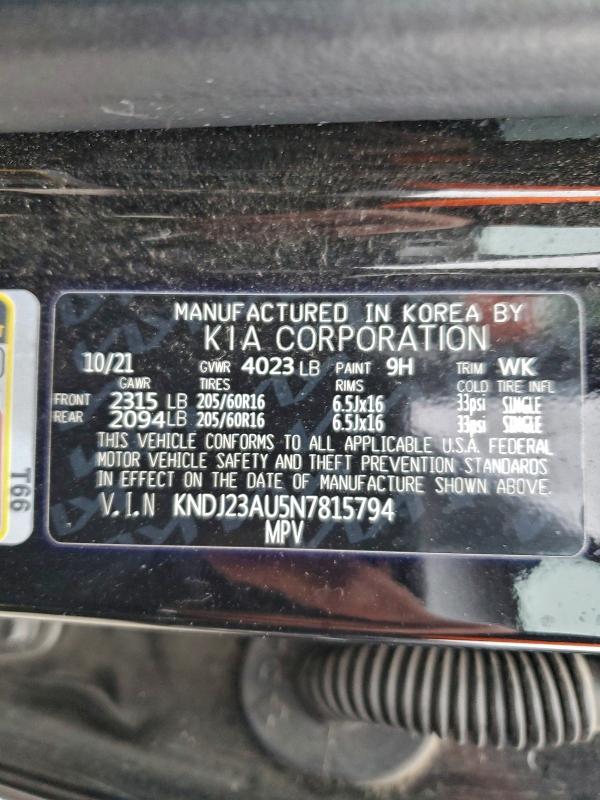 MANUFACTURED IN KOREA BY
KIA CORPORATION
10/21 GVWR 4023 LB PAINT 9H TRIM WK
GAWR TIRES RIMS COLD TIRE INFL
FRONT 2315 LB 205/60R16 6.5Jx16 33psi SINGLE
REAR 2094LB 205/60R16 6.5Jx16 33psi SINGLE
THIS VEHICLE CONFORMS TO ALL APPLICABLE U.S.A. FEDERAL
MOTOR VEHICLE SAFETY AND THEFT PREVENTION STANDARDS
IN EFFECT ON THE DATE OF MANUFACTURE SHOWN ABOVE.
V.I.N KNDJ23AU5N7815794
MPV
T66